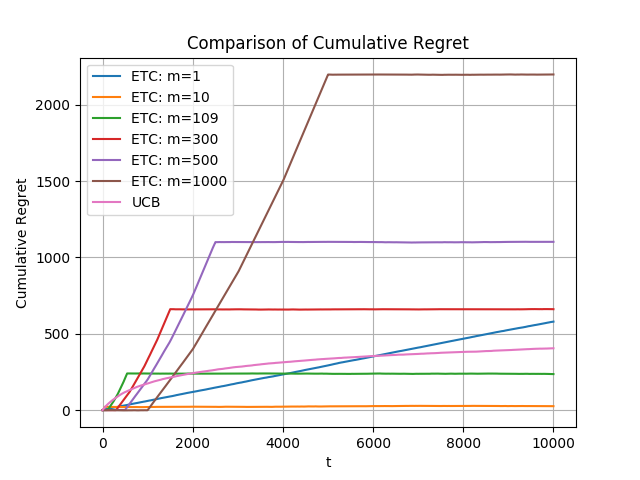 Comparison of Cumulative Regret
ETC: m=1
ETC: m=10
ETC: m=109
ETC: m=300
ETC: m=500
ETC: m=1000
UCB
Cumulative Regret
2000
1500
1000
500
0
0 2000 4000 6000 8000 10000
t